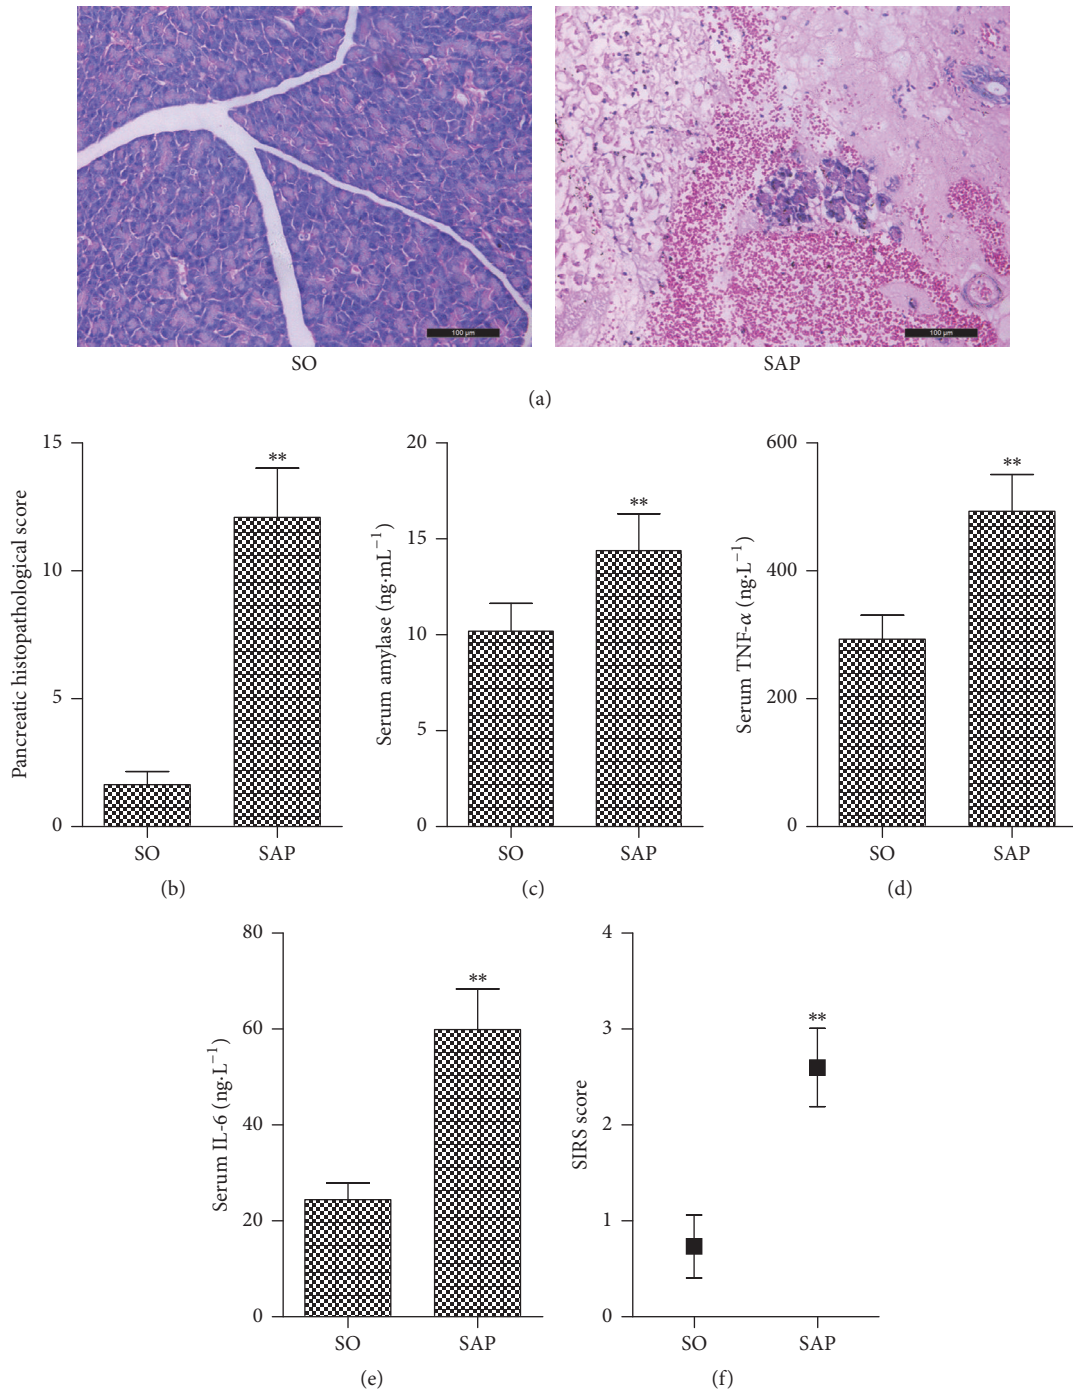 100 μm
100 μm
SO
SAP
(a)
Pancreatic histopathological score
15
10
5
0
**
SO
SAP
(b)
Serum amylase (ng·mL⁻¹)
20
15
10
5
0
**
SO
SAP
(c)
Serum TNF-α (ng·L⁻¹)
600
400
200
0
**
SO
SAP
(d)
Serum IL-6 (ng·L⁻¹)
80
60
40
20
0
**
SO
SAP
(e)
SIRS score
4
3
2
1
0
**
SO
SAP
(f)